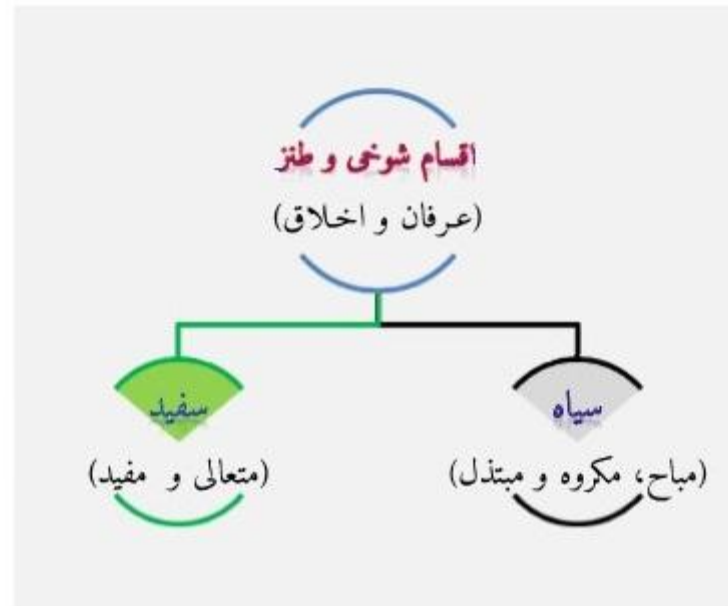 اقسام شوخی و طنز
(عرفان و اخلاق)
سیاه
(مباح، مکروه و مبتذل)
سفید
(متعالی و مفید)